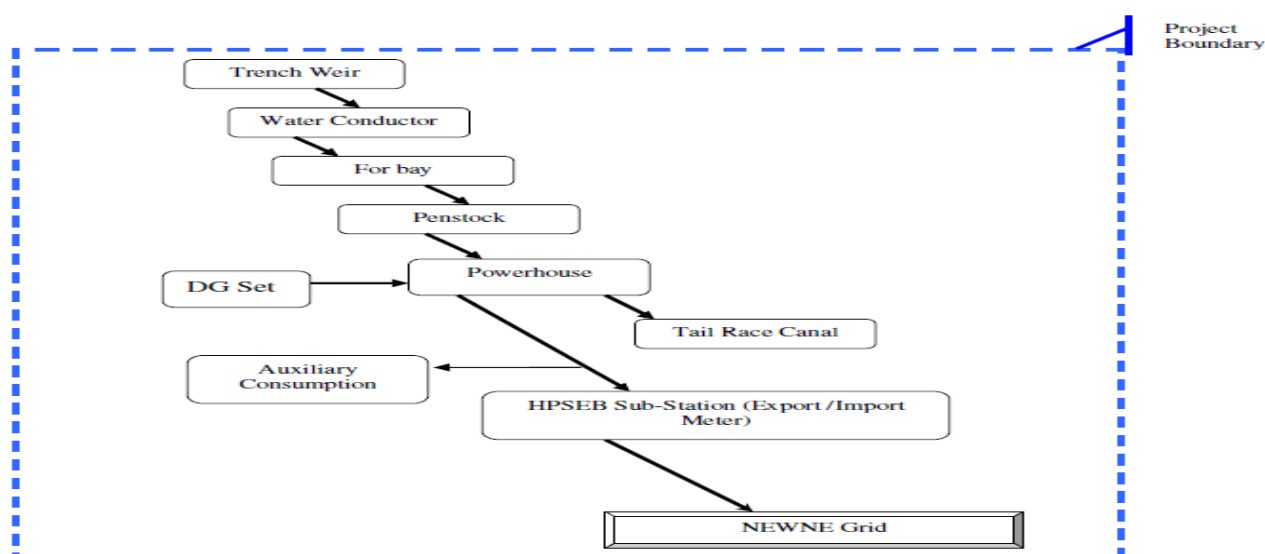 Project
Boundary
Trench Weir
Water Conductor
For bay
Penstock
Powerhouse
DG Set
Tail Race Canal
Auxiliary
Consumption
HPSEB Sub-Station (Export /Import
Meter)
NEWNE Grid